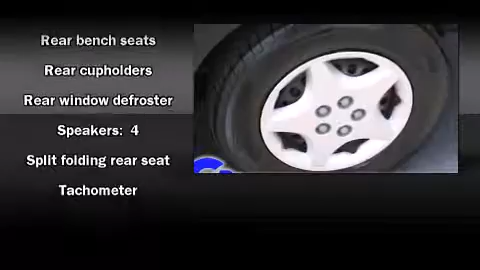 Rear bench seats
Rear cupholders
Rear window defroster
Speakers: 4
Split folding rear seat
Tachometer